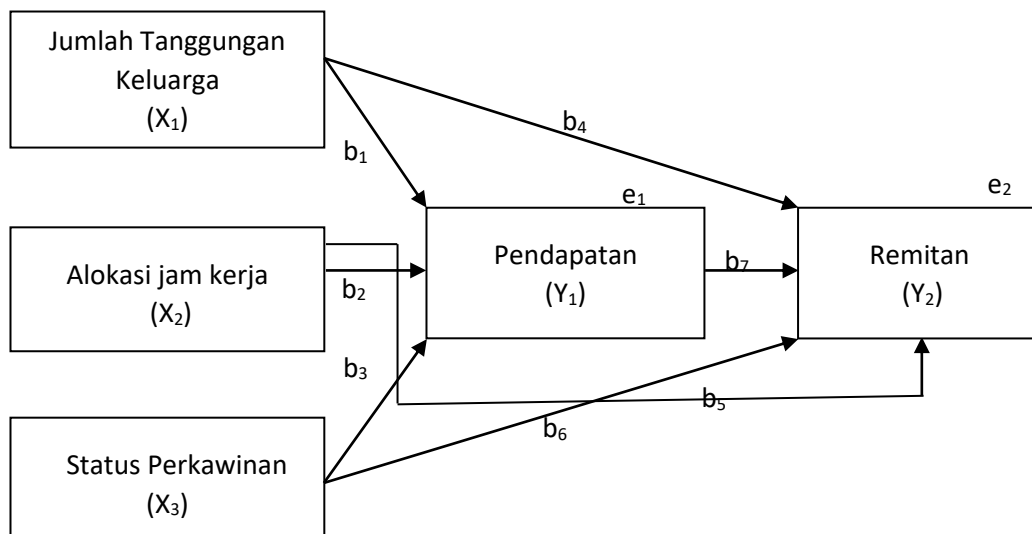 Jumlah Tanggungan
Keluarga
(X₁)
b₄
b₁
e₁
e₂
Alokasi jam kerja
(X₂)
b₂
Pendapatan
(Y₁)
b₇
Remitan
(Y₂)
b₃
b₅
b₆
Status Perkawinan
(X₃)